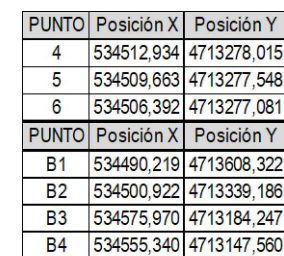 PUNTO Posición X Posición Y
4 534512,934 4713278,015
5 534509,663 4713277,548
6 534506,392 4713277,081
PUNTO Posición X Posición Y
B1 534490,219 4713608,322
B2 534500,922 4713339,186
B3 534575,970 4713184,247
B4 534555,340 4713147,560